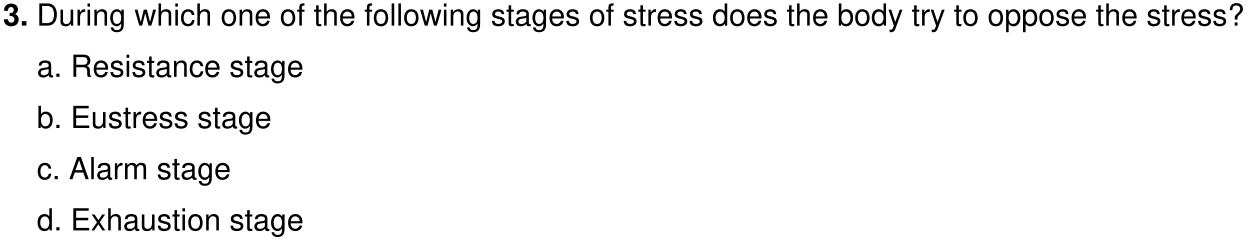 3. During which one of the following stages of stress does the body try to oppose the stress?
a. Resistance stage
b. Eustress stage
c. Alarm stage
d. Exhaustion stage